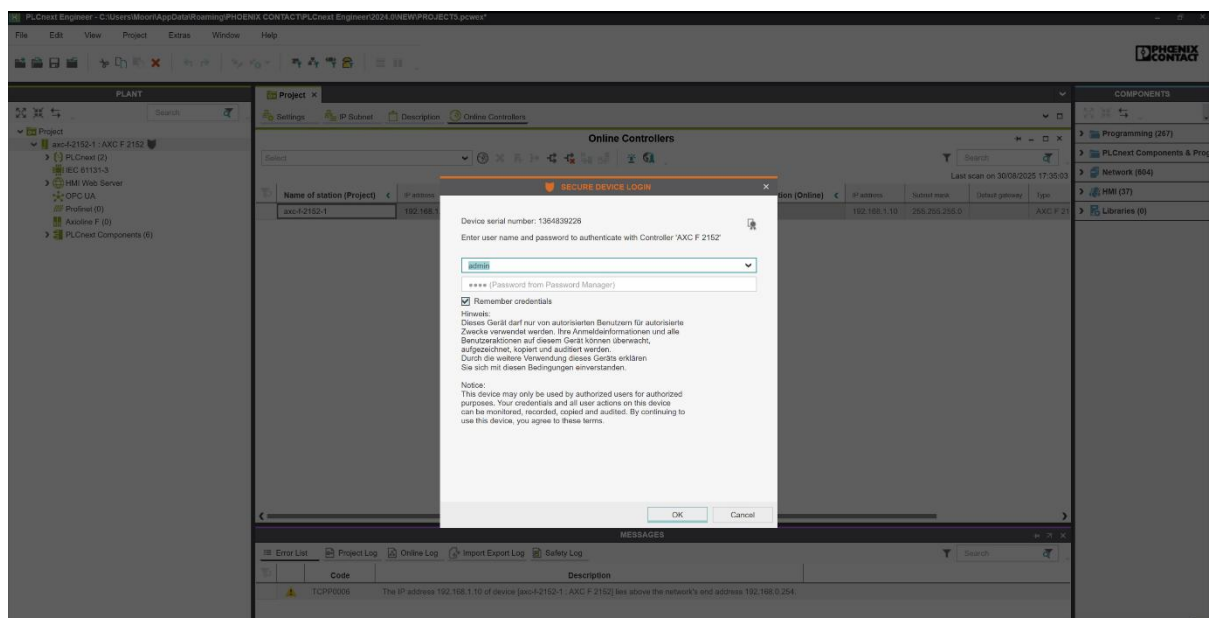 PLCnext Engineer - C:\Users\Moori\AppData\Roaming\PHOENIX CONTACT\PLCnext Engineer\2024.0\NEW\PROJECT5.pcwex*
File Edit View Project Extras Window Help
PHOENIX
CONTACT
PLANT
Search
Project
axc-f-2152-1 : AXC F 2152
PLCnext (2)
IEC 61131-3
HMI Web Server
OPC UA
Profinet (0)
Axioline F (0)
PLCnext Components (6)
Project ×
Settings IP Subnet Description Online Controllers
Online Controllers
Select
Search
Last scan on 30/08/2025 17:35:03
Name of station (Project) IP address
tion (Online) IP address Subnet mask Default gateway Type
axc-f-2152-1 192.168.1
192.168.1.10 255.255.255.0 AXC F 21
SECURE DEVICE LOGIN
Device serial number: 1364839226
Enter user name and password to authenticate with Controller 'AXC F 2152'
admin
•••• (Password from Password Manager)
Remember credentials
Hinweis:
Dieses Gerät darf nur von autorisierten Benutzern für autorisierte
Zwecke verwendet werden. Ihre Anmeldeinformationen und alle
Benutzeraktionen auf diesem Gerät können überwacht,
aufgezeichnet, kopiert und auditiert werden.
Durch die weitere Verwendung dieses Geräts erklären
Sie sich mit diesen Bedingungen einverstanden.
Notice:
This device may only be used by authorized users for authorized
purposes. Your credentials and all user actions on this device
can be monitored, recorded, copied and audited. By continuing to
use this device, you agree to these terms.
OK Cancel
COMPONENTS
Programming (267)
PLCnext Components & Prog
Network (604)
HMI (37)
Libraries (0)
MESSAGES
Error List Project Log Online Log Import Export Log Safety Log
Search
Code Description
TCPP0008 The IP address 192.168.1.10 of device [axc-f-2152-1 : AXC F 2152] lies above the network's end address 192.168.0.254.